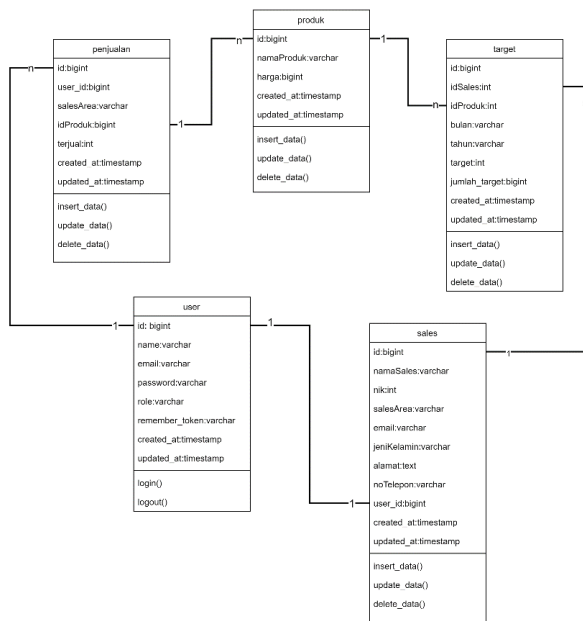 produk
n
id:bigint
1
namaProduk:varchar
harga:bigint
created_at:timestamp
updated_at:timestamp
insert_data()
update_data()
delete_data()
penjualan
n
id:bigint
user_id:bigint
salesArea:varchar
idProduk:bigint
1
terjual:int
created_at:timestamp
updated_at:timestamp
insert_data()
update_data()
delete_data()
target
id:bigint
idSales:int
n
idProduk:int
bulan:varchar
tahun:varchar
target:int
jumlah_target:bigint
created_at:timestamp
updated_at:timestamp
insert_data()
update_data()
delete_data()
user
1
id: bigint
1
name:varchar
email:varchar
password:varchar
role:varchar
remember_token:varchar
created_at:timestamp
updated_at:timestamp
login()
logout()
sales
id:bigint
1
namaSales:varchar
nik:int
salesArea:varchar
email:varchar
jeniKelamin:varchar
alamat:text
noTelepon:varchar
1
user_id:bigint
created_at:timestamp
updated_at:timestamp
insert_data()
update_data()
delete_data()